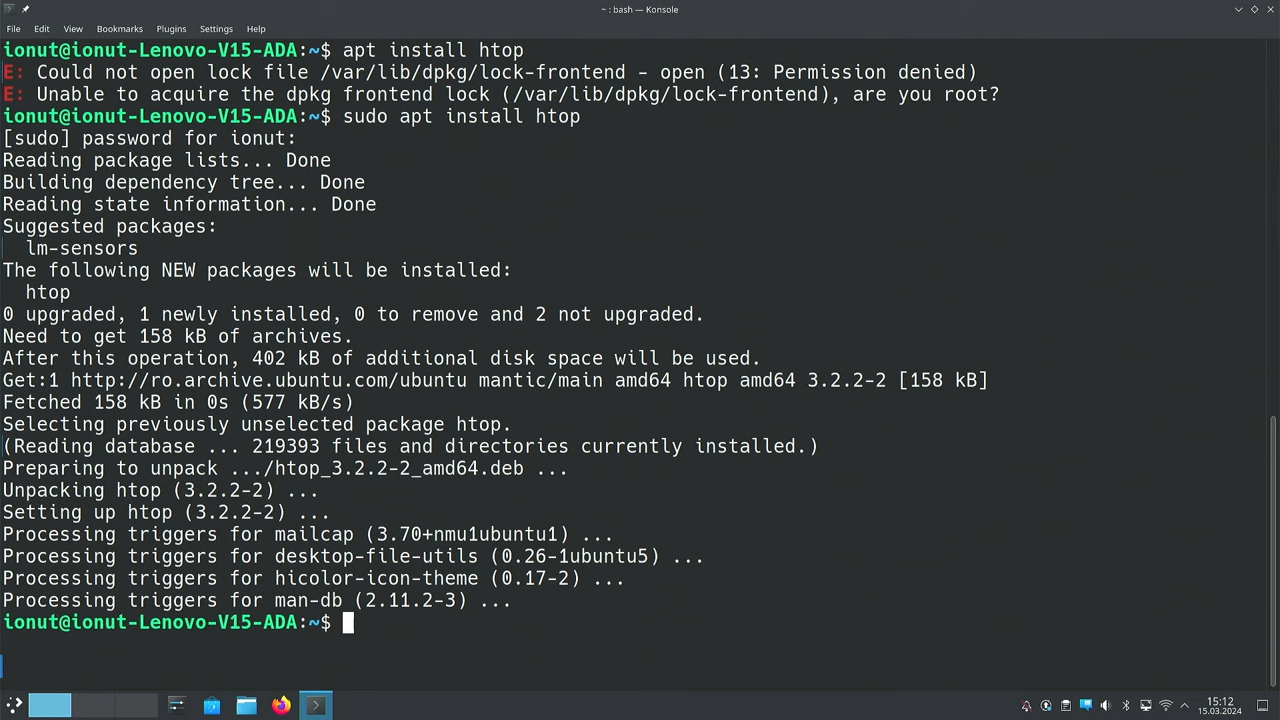 ~ : bash — Konsole
File Edit View Bookmarks Plugins Settings Help
ionut@ionut-Lenovo-V15-ADA:~$ apt install htop
E: Could not open lock file /var/lib/dpkg/lock-frontend - open (13: Permission denied)
E: Unable to acquire the dpkg frontend lock (/var/lib/dpkg/lock-frontend), are you root?
ionut@ionut-Lenovo-V15-ADA:~$ sudo apt install htop
[sudo] password for ionut:
Reading package lists... Done
Building dependency tree... Done
Reading state information... Done
Suggested packages:
  lm-sensors
The following NEW packages will be installed:
  htop
0 upgraded, 1 newly installed, 0 to remove and 2 not upgraded.
Need to get 158 kB of archives.
After this operation, 402 kB of additional disk space will be used.
Get:1 http://ro.archive.ubuntu.com/ubuntu mantic/main amd64 htop amd64 3.2.2-2 [158 kB]
Fetched 158 kB in 0s (577 kB/s)
Selecting previously unselected package htop.
(Reading database ... 219393 files and directories currently installed.)
Preparing to unpack .../htop_3.2.2-2_amd64.deb ...
Unpacking htop (3.2.2-2) ...
Setting up htop (3.2.2-2) ...
Processing triggers for mailcap (3.70+nmu1ubuntu1) ...
Processing triggers for desktop-file-utils (0.26-1ubuntu5) ...
Processing triggers for hicolor-icon-theme (0.17-2) ...
Processing triggers for man-db (2.11.2-3) ...
ionut@ionut-Lenovo-V15-ADA:~$
15:12
15.03.2024